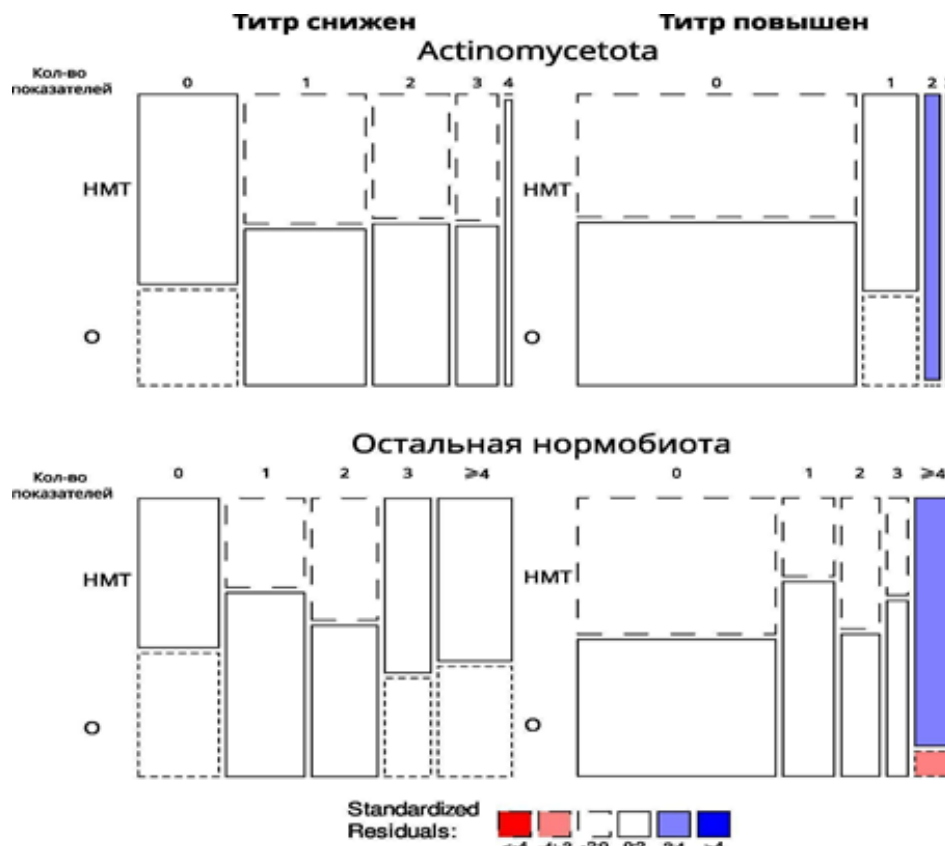 Титр снижен Титр повышен
Actinomycetota
Кол-во
показателей
0 1 2 3 4 0 1 2
НМТ НМТ
О О
Остальная нормобиота
Кол-во
показателей
0 1 2 3 ≥4 0 1 2 3 ≥4
НМТ НМТ
О О
Standardized
Residuals: